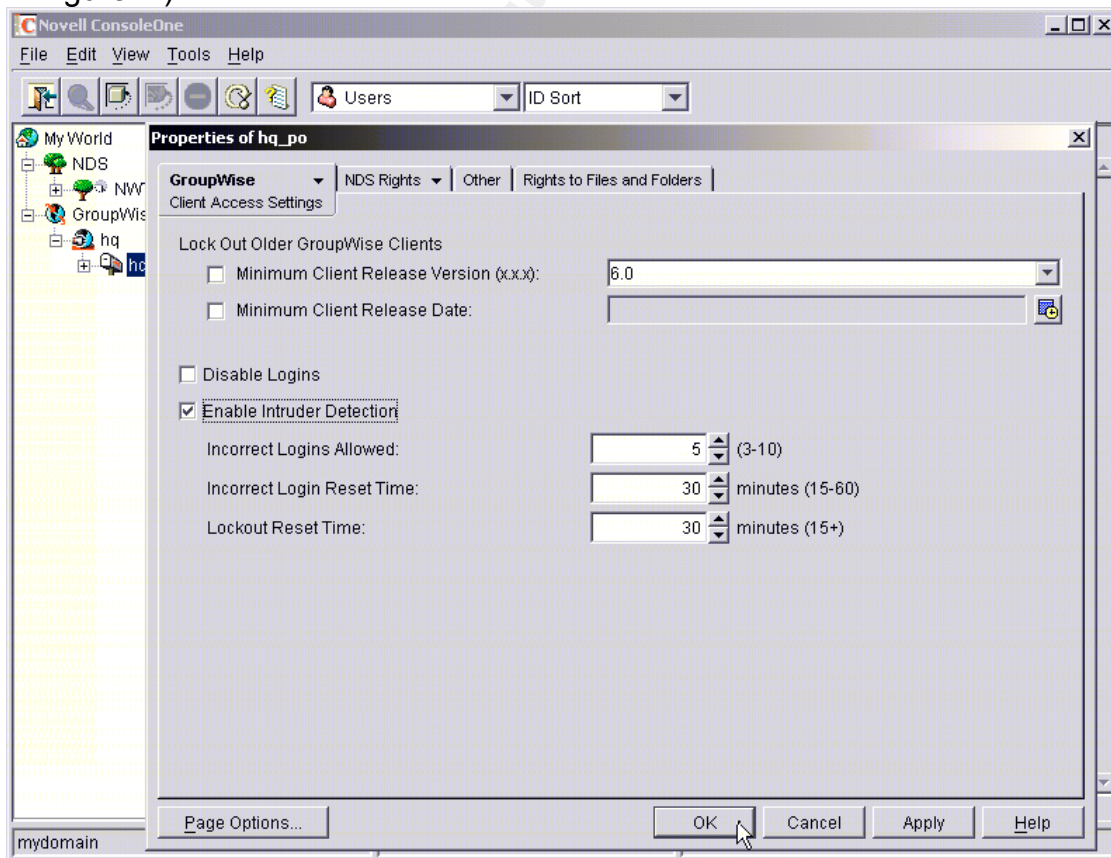 Novell ConsoleOne
File Edit View Tools Help
Users
ID Sort
My World
NDS
GroupWis
hq
Properties of hq_po
GroupWise
NDS Rights
Other
Rights to Files and Folders
Client Access Settings
Lock Out Older GroupWise Clients
Minimum Client Release Version (x.x.x):
6.0
Minimum Client Release Date:
Disable Logins
Enable Intruder Detection
Incorrect Logins Allowed:
5 (3-10)
Incorrect Login Reset Time:
30 minutes (15-60)
Lockout Reset Time:
30 minutes (15+)
Page Options...
OK
Cancel
Apply
Help
mydomain